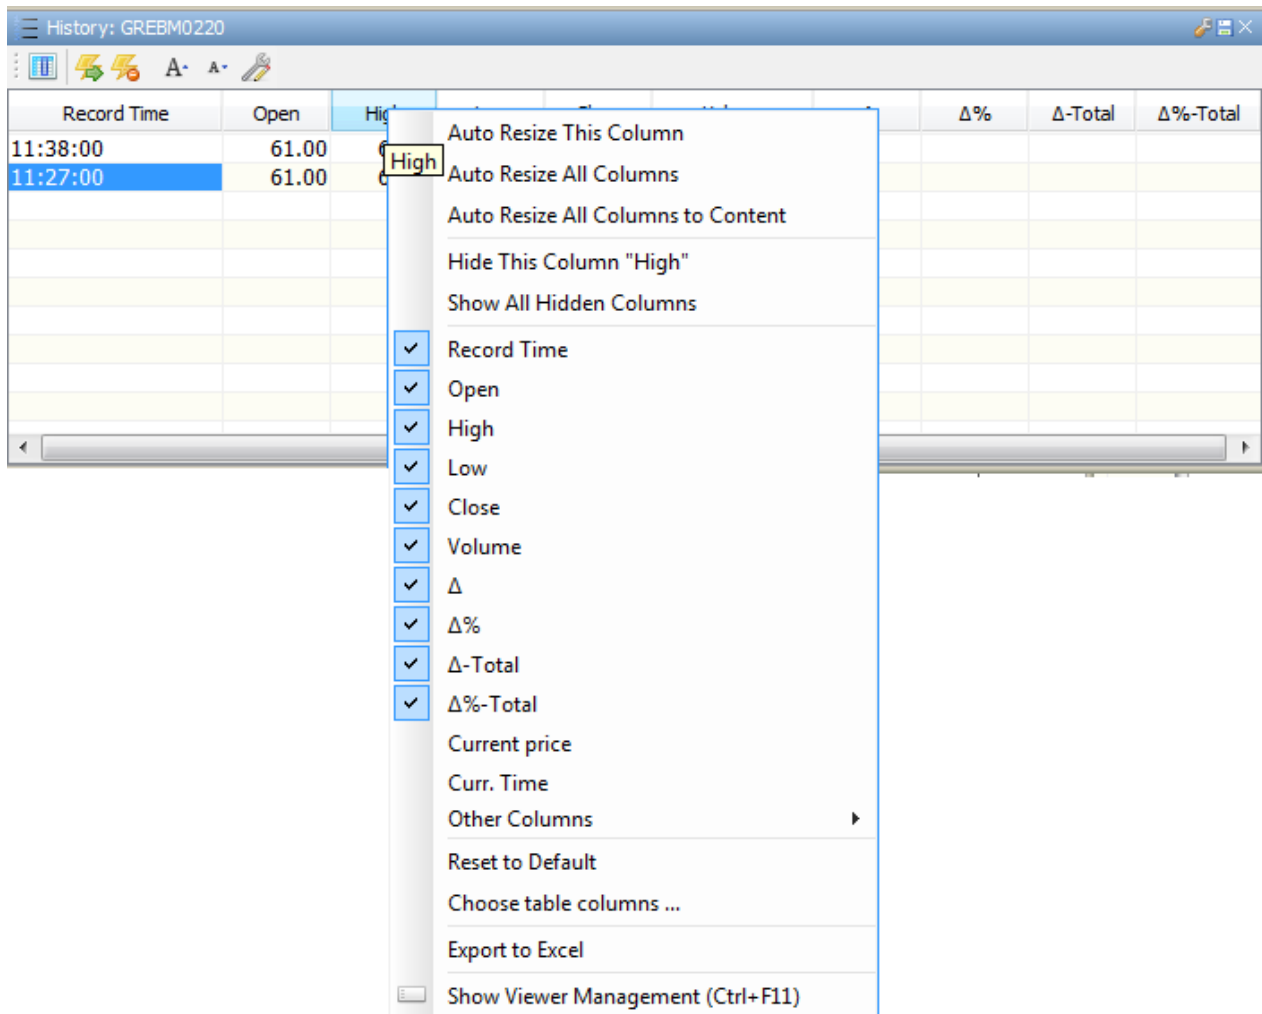 History: GREBM0220
A A
Record Time Open Δ% Δ-Total Δ%-Total
11:38:00 61.00
11:27:00 61.00
High
Auto Resize This Column
Auto Resize All Columns
Auto Resize All Columns to Content
Hide This Column "High"
Show All Hidden Columns
Record Time
Open
High
Low
Close
Volume
Δ
Δ%
Δ-Total
Δ%-Total
Current price
Curr. Time
Other Columns
Reset to Default
Choose table columns ...
Export to Excel
Show Viewer Management (Ctrl+F11)